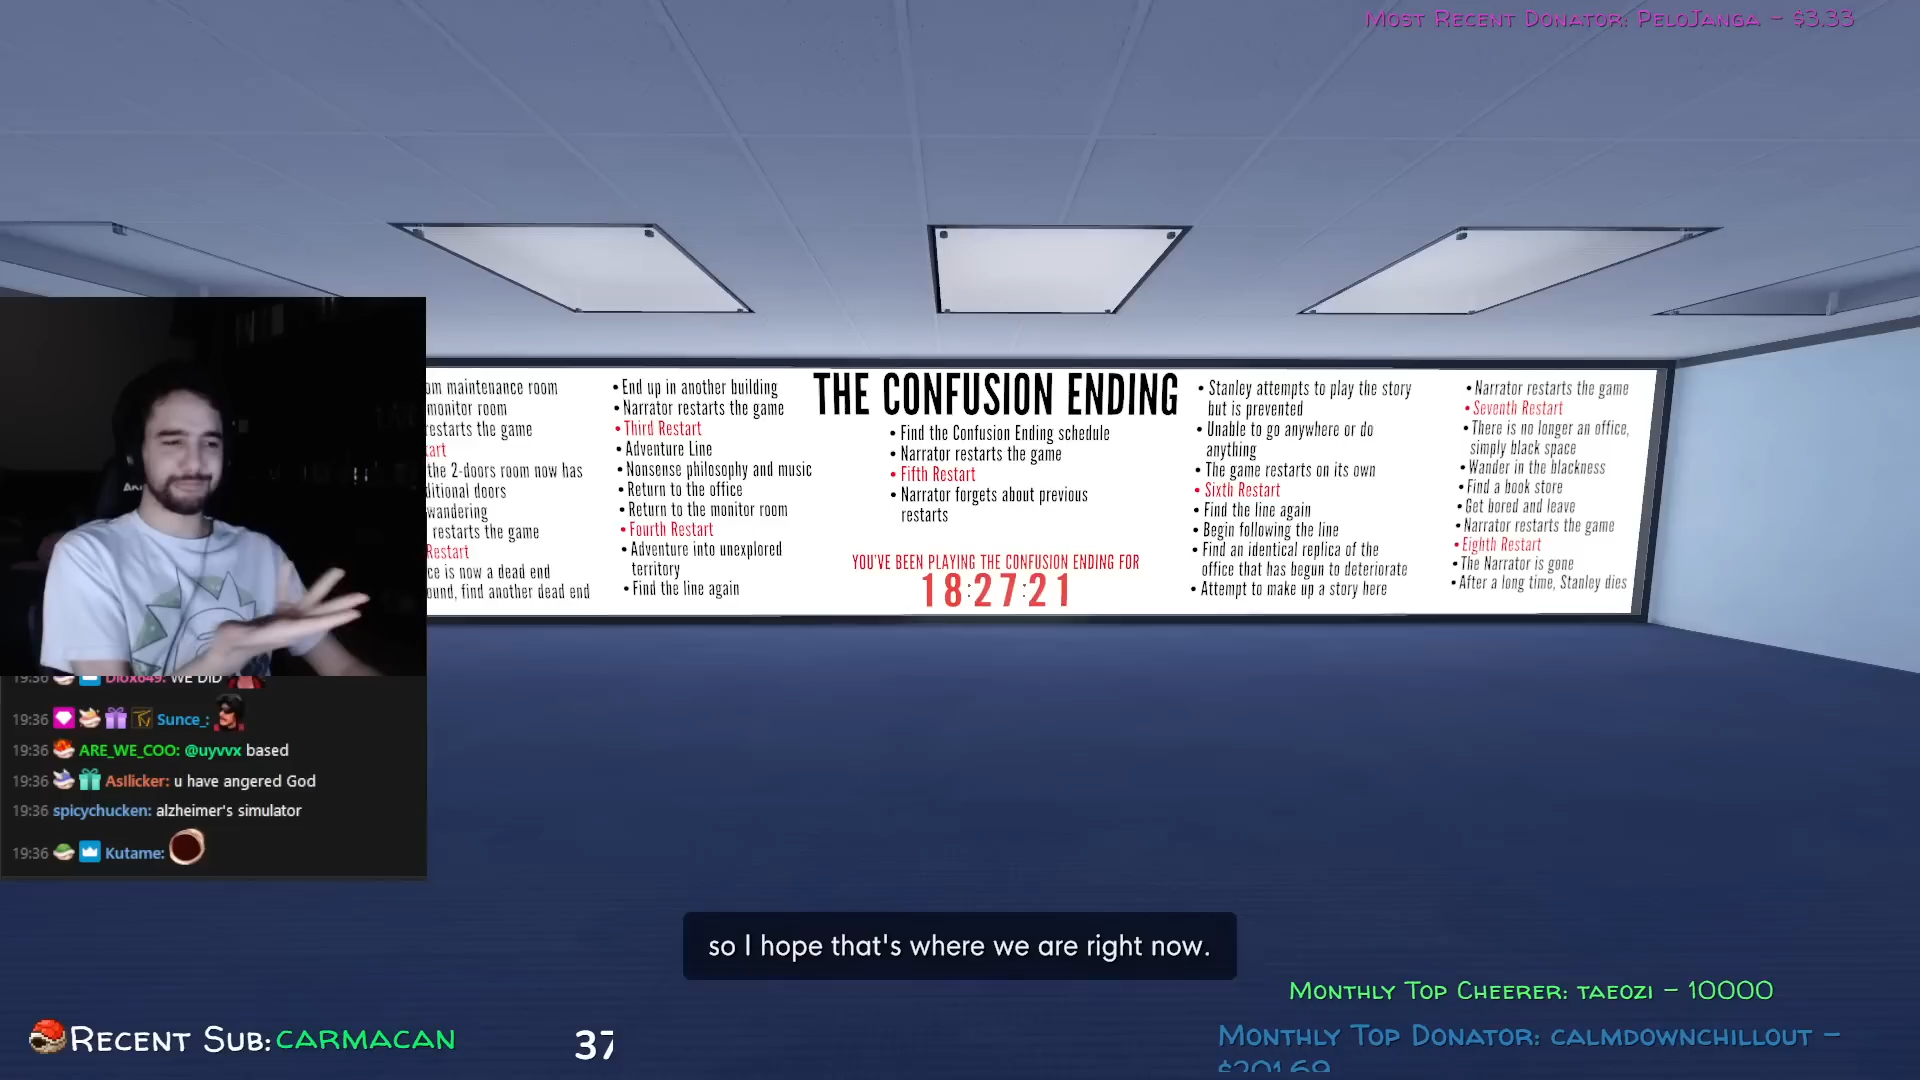 Most Recent Donator: PeloJanga - $3.33
om maintenance room
monitor room
restarts the game
tart
the 2-doors room now has
ditional doors
wandering
restarts the game
Restart
ce is now a dead end
ound, find another dead end
• End up in another building
• Narrator restarts the game
• Third Restart
• Adventure Line
• Nonsense philosophy and music
• Return to the office
• Return to the monitor room
• Fourth Restart
• Adventure into unexplored
territory
• Find the line again
THE CONFUSION ENDING
• Find the Confusion Ending schedule
• Narrator restarts the game
• Fifth Restart
• Narrator forgets about previous
restarts
YOU'VE BEEN PLAYING THE CONFUSION ENDING FOR
18:27:21
• Stanley attempts to play the story
but is prevented
• Unable to go anywhere or do
anything
• The game restarts on its own
• Sixth Restart
• Find the line again
• Begin following the line
• Find an identical replica of the
office that has begun to deteriorate
• Attempt to make up a story here
• Narrator restarts the game
• Seventh Restart
• There is no longer an office,
simply black space
• Wander in the blackness
• Find a book store
• Get bored and leave
• Narrator restarts the game
• Eighth Restart
• The Narrator is gone
• After a long time, Stanley dies
19:36 Diox649: WE DID
19:36 Sunce_:
19:36 ARE_WE_COO: @uyvvx based
19:36 AsIlicker: u have angered God
19:36 spicychucken: alzheimer's simulator
19:36 Kutame:
so I hope that's where we are right now.
Monthly Top Cheerer: taeozi - 10000
Recent Sub: carmacan
37
Monthly Top Donator: calmdownchillout -
$201.69